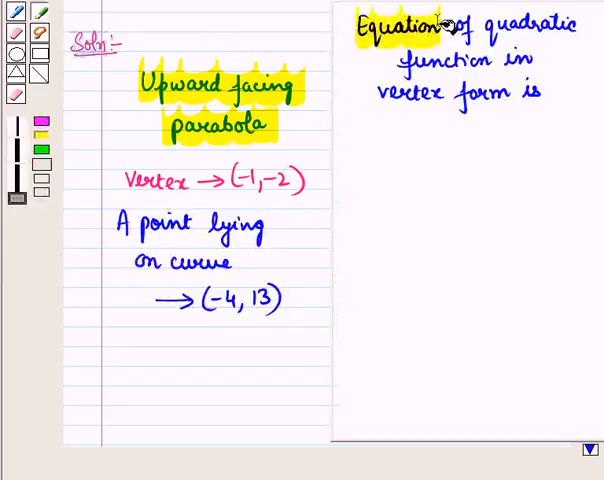 Soln:-
Upward facing
parabola
vertex → (-1, -2)
A point lying
on curve
→ (-4, 13)
Equation of quadratic
function in
vertex form is